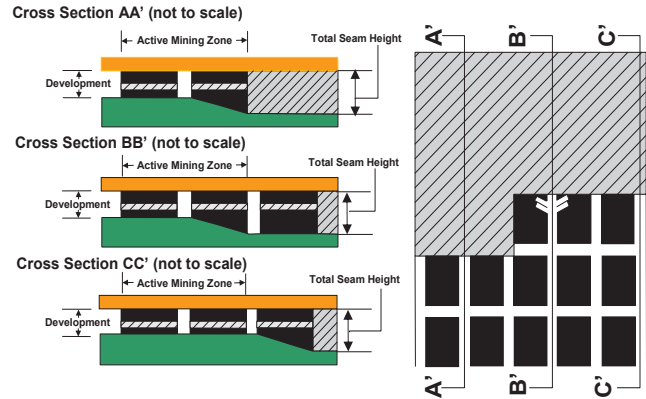 Cross Section AA' (not to scale)
Active Mining Zone
Total Seam Height
Development
Cross Section BB' (not to scale)
Active Mining Zone
Total Seam Height
Development
Cross Section CC' (not to scale)
Active Mining Zone
Total Seam Height
Development
A' B' C'
A' B' C'